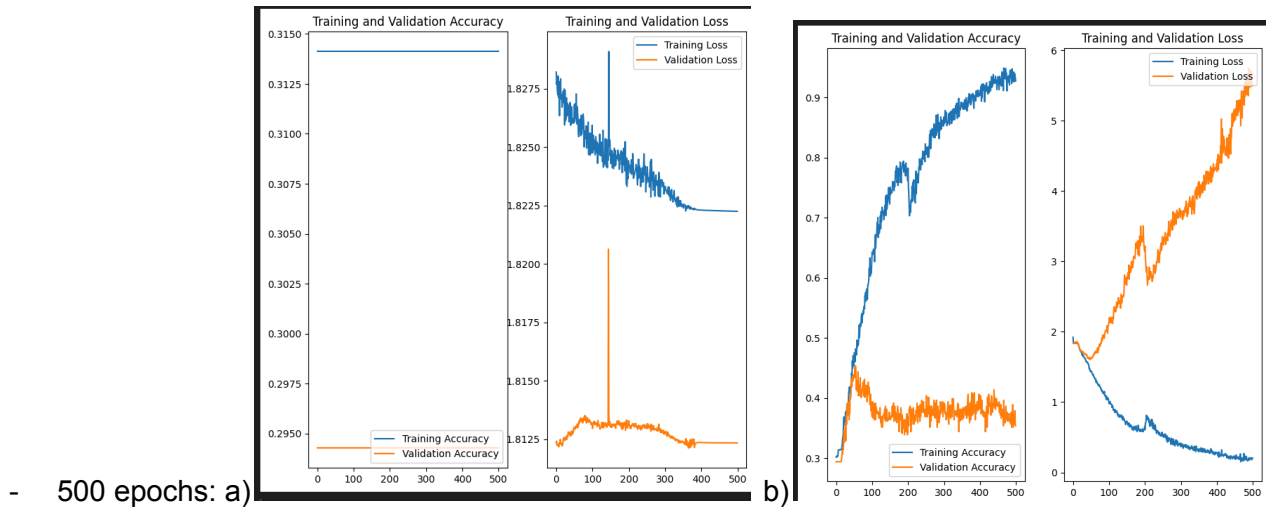 Training and Validation Accuracy
0.3150
0.3125
0.3100
0.3075
0.3050
0.3025
0.3000
0.2975
0.2950
0 100 200 300 400 500
Training Accuracy
Validation Accuracy
Training and Validation Loss
1.8275
1.8250
1.8225
1.8200
1.8175
1.8150
1.8125
0 100 200 300 400 500
Training Loss
Validation Loss
Training and Validation Accuracy
0.9
0.8
0.7
0.6
0.5
0.4
0.3
0 100 200 300 400 500
Training Accuracy
Validation Accuracy
Training and Validation Loss
6
5
4
3
2
1
0
0 100 200 300 400 500
Training Loss
Validation Loss
- 500 epochs: a) b)